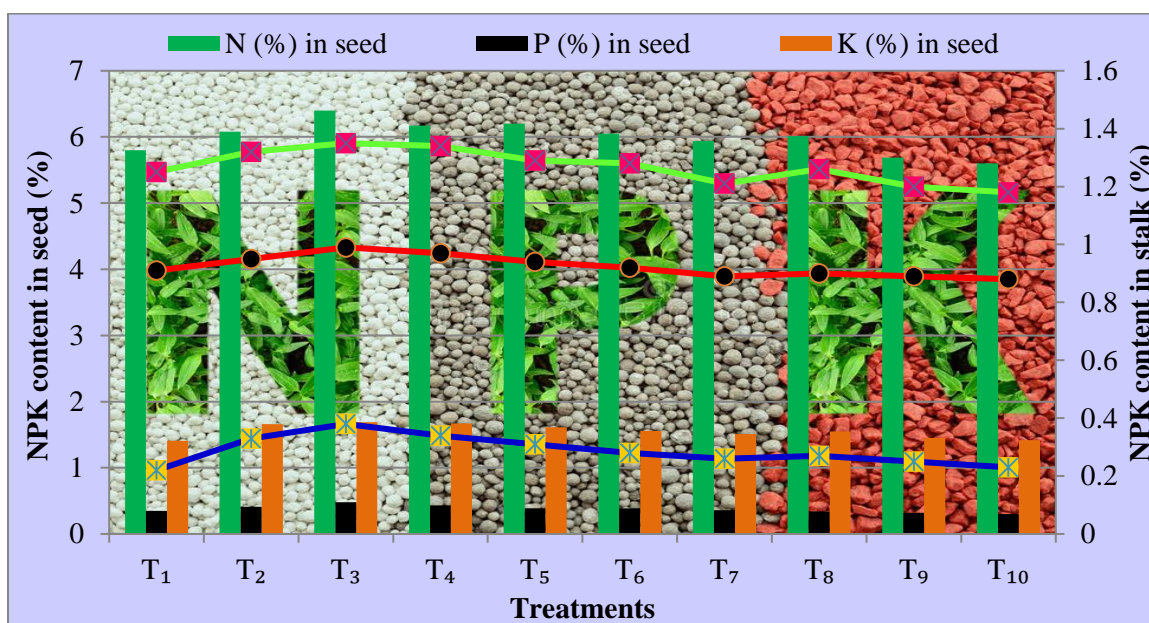 N (%) in seed P (%) in seed K (%) in seed
NPK content in seed (%)
7
6
5
4
3
2
1
0
NPK
1.6
1.4
1.2
1
0.8
0.6
0.4
0.2
0
NPK content in stalk (%)
T₁ T₂ T₃ T₄ T₅ T₆ T₇ T₈ T₉ T₁₀
Treatments